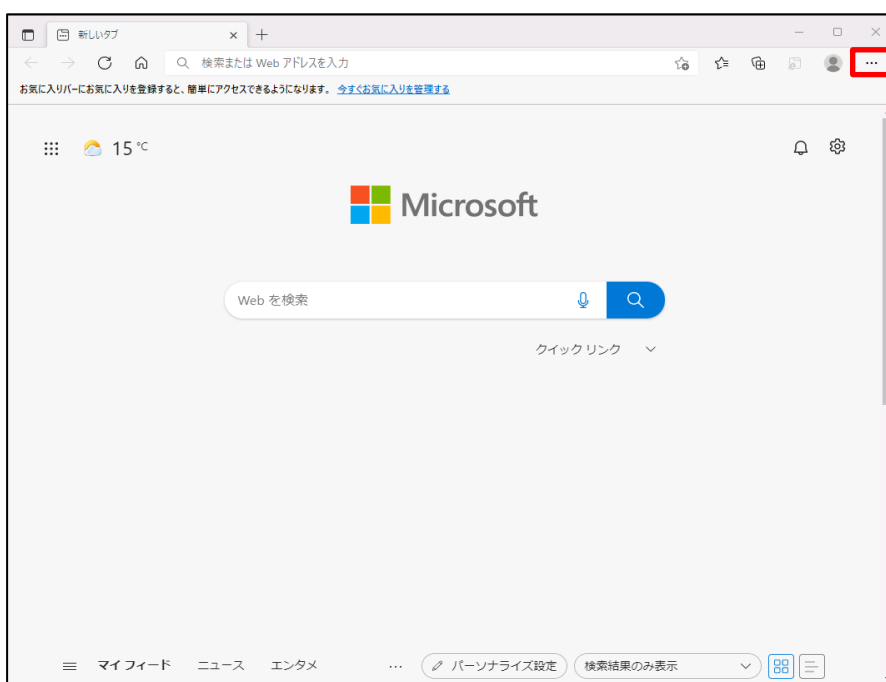 新しいタブ
検索または Web アドレスを入力
お気に入りバーにお気に入りを登録すると、簡単にアクセスできるようになります。 今すぐお気に入りを管理する
15 °C
Microsoft
Web を検索
クイック リンク
マイ フィード ニュース エンタメ ... パーソナライズ設定 検索結果のみ表示